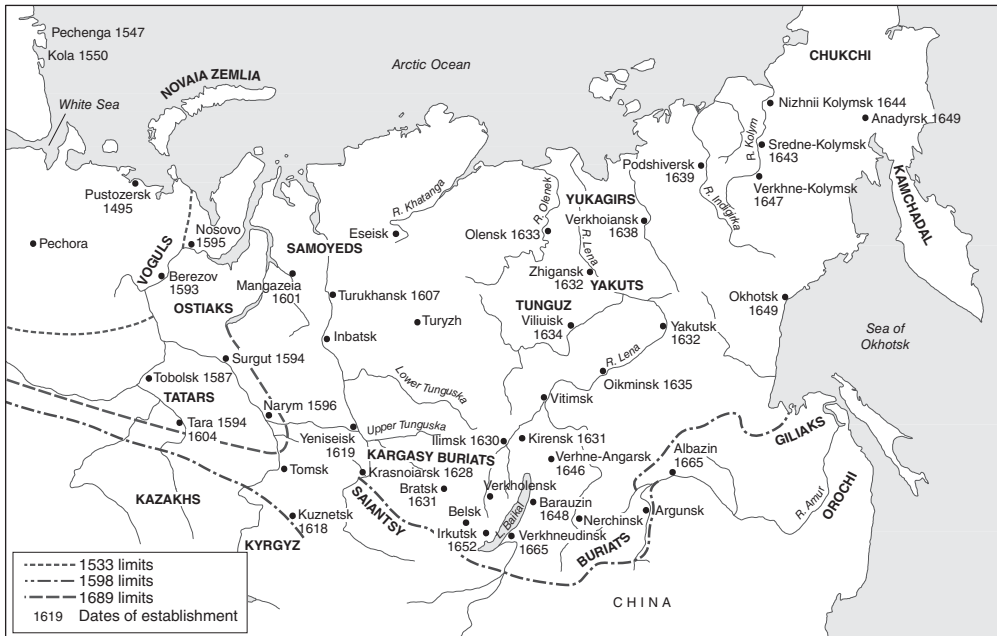 Pechenga 1547
Kola 1550
White Sea
NOVAIA ZEMLIA
Arctic Ocean
CHUKCHI
Nizhnii Kolymsk 1644
Anadyrsk 1649
R. Kolym
Sredne-Kolymsk
1643
Podshiversk
1639
R. Indigirka
Verkhne-Kolymsk
1647
KAMCHADAL
Pustozersk
1495
Pechora
Nosovo
1595
VOGULS
Berezov
1593
OSTIAKS
SAMOYEDS
Mangazeia
1601
R. Khatanga
Eseisk
R. Olenek
YUKAGIRS
Olensk 1633
R. Lena
Verkhoiansk
1638
Zhigansk
1632
YAKUTS
Turukhansk 1607
Turyzh
Inbatsk
TUNGUZ
Viliuisk
1634
Yakutsk
1632
Okhotsk
1649
Sea of
Okhotsk
R. Lena
Oikminsk 1635
Surgut 1594
Tobolsk 1587
TATARS
Tara 1594
1604
Narym 1596
Lower Tunguska
Upper Tunguska
Vitimsk
Yeniseisk
1619
Ilimsk 1630
Kirensk 1631
KARGASY BURIATS
Krasnoiarsk 1628
Verhne-Angarsk
1646
Albazin
1665
GILIAKS
OROCHI
R. Amur
Tomsk
KAZAKHS
SAIANTSY
Bratsk
1631
Verkholensk
Barauzin
1648
L. Baikal
Belsk
Irkutsk
1652
Verkhneudinsk
1665
Nerchinsk
Argunsk
BURIATS
Kuznetsk
1618
KYRGYZ
CHINA
1533 limits
1598 limits
1689 limits
1619 Dates of establishment